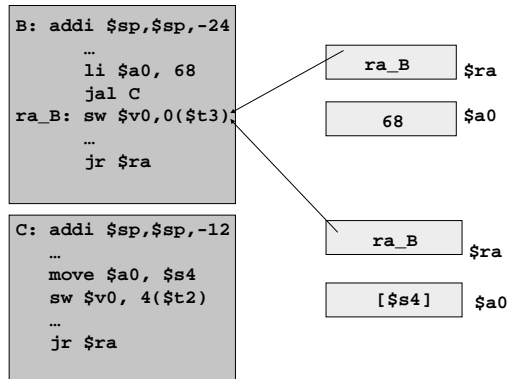 B: addi $sp,$sp,-24
…
li $a0, 68
jal C
ra_B: sw $v0,0($t3)
…
jr $ra
ra_B $ra
68 $a0
C: addi $sp,$sp,-12
…
move $a0, $s4
sw $v0, 4($t2)
…
jr $ra
ra_B $ra
[$s4] $a0